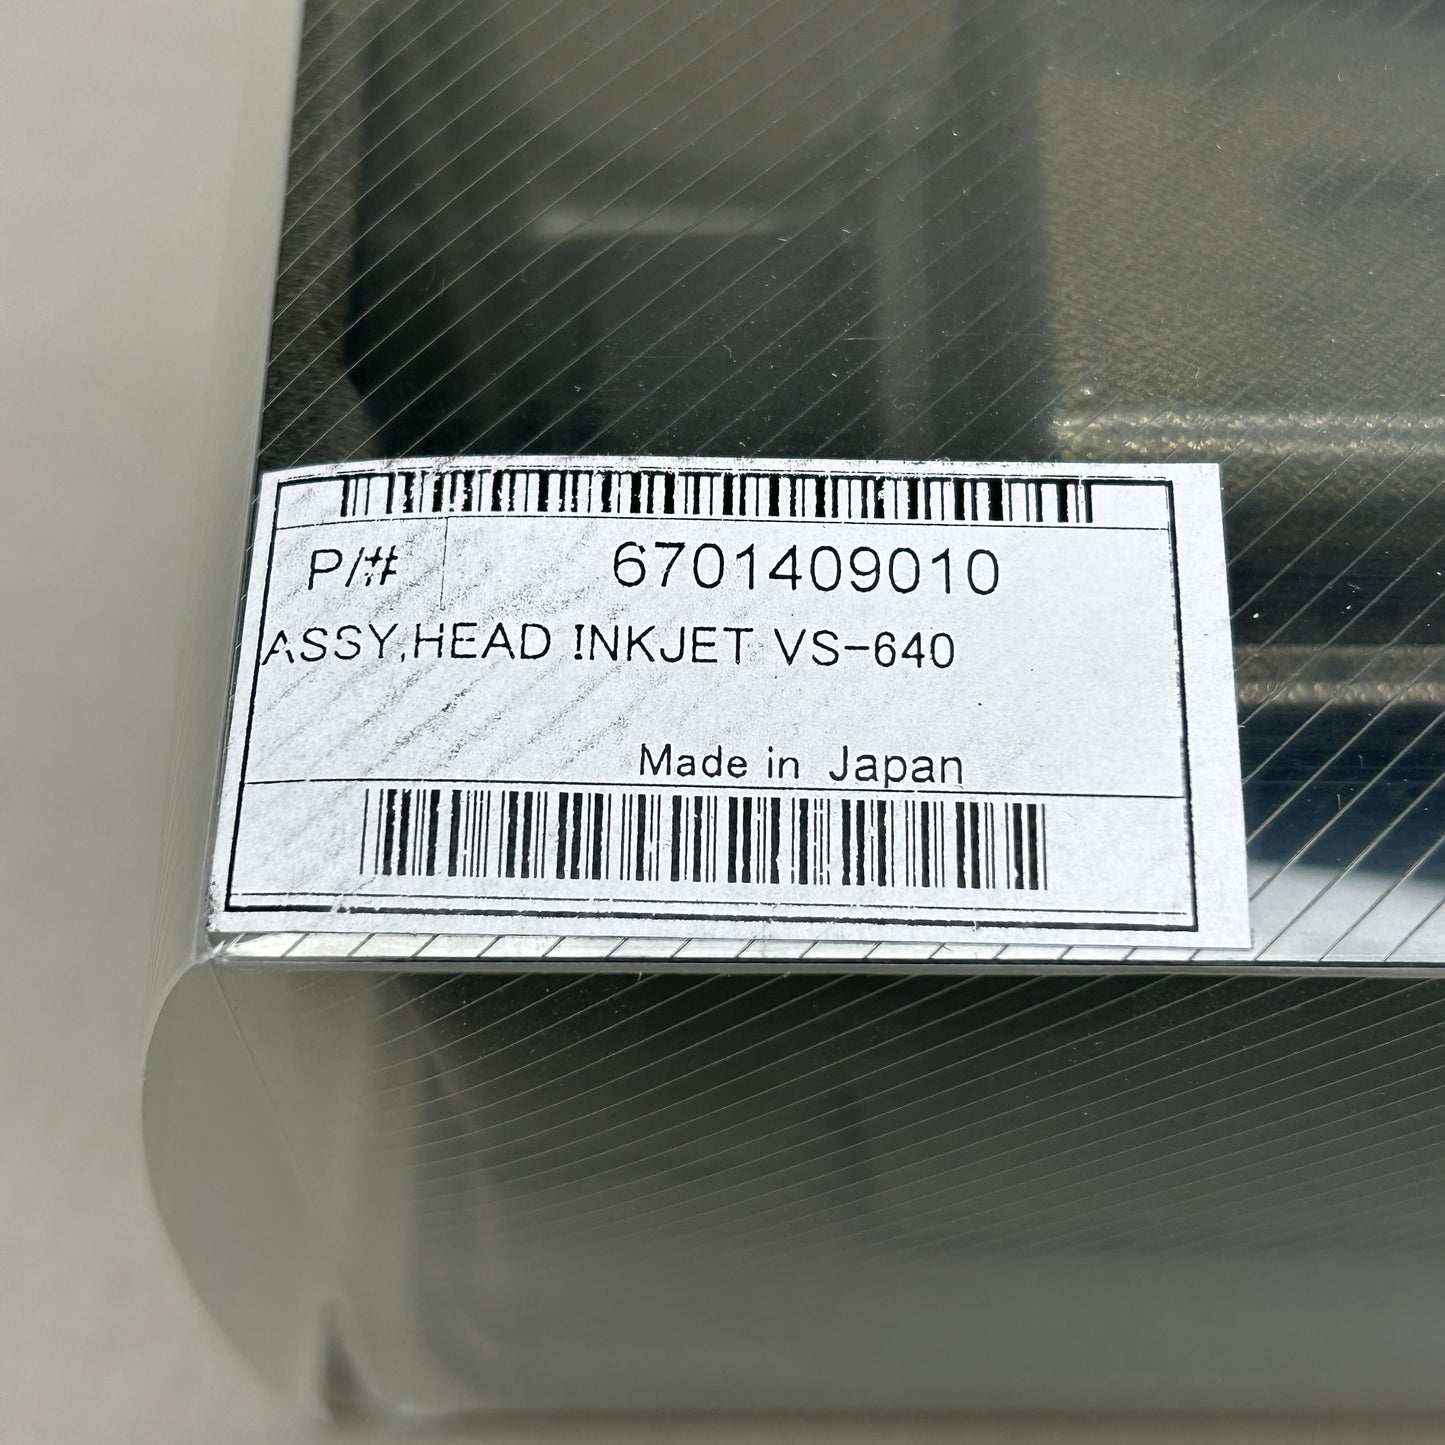 P/# 6701409010
ASSY,HEAD INKJET VS-640
Made in Japan